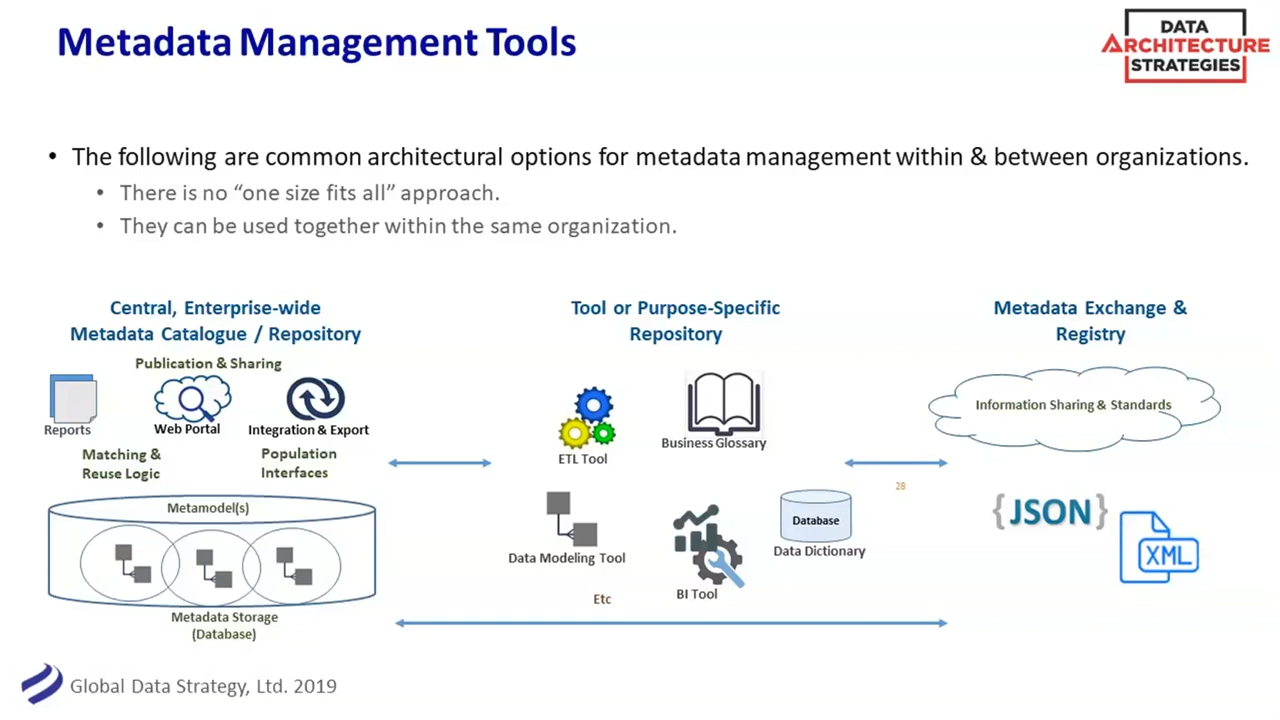 Metadata Management Tools
DATA
ARCHITECTURE
STRATEGIES
• The following are common architectural options for metadata management within & between organizations.
• There is no “one size fits all” approach.
• They can be used together within the same organization.
Central, Enterprise-wide
Metadata Catalogue / Repository
Publication & Sharing
Reports
Web Portal
Integration & Export
Matching &
Reuse Logic
Population
Interfaces
Metamodel(s)
Metadata Storage
(Database)
Tool or Purpose-Specific
Repository
ETL Tool
Business Glossary
Data Modeling Tool
BI Tool
Database
Data Dictionary
Etc
Metadata Exchange &
Registry
Information Sharing & Standards
28
{JSON}
XML
Global Data Strategy, Ltd. 2019